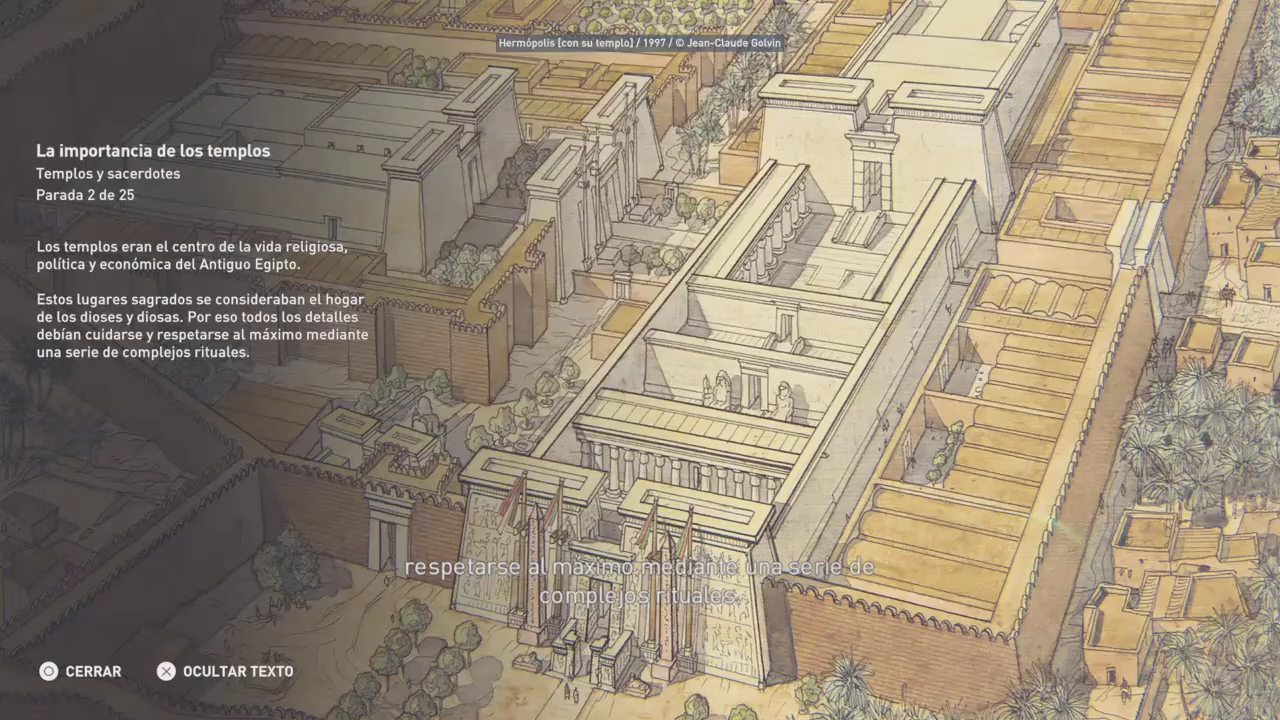 Hermópolis [con su templo] / 1997 / © Jean-Claude Golvin
La importancia de los templos
Templos y sacerdotes
Parada 2 de 25
Los templos eran el centro de la vida religiosa,
política y económica del Antiguo Egipto.
Estos lugares sagrados se consideraban el hogar
de los dioses y diosas. Por eso todos los detalles
debían cuidarse y respetarse al máximo mediante
una serie de complejos rituales.
respetarse al máximo mediante una serie de
complejos rituales.
CERRAR
OCULTAR TEXTO